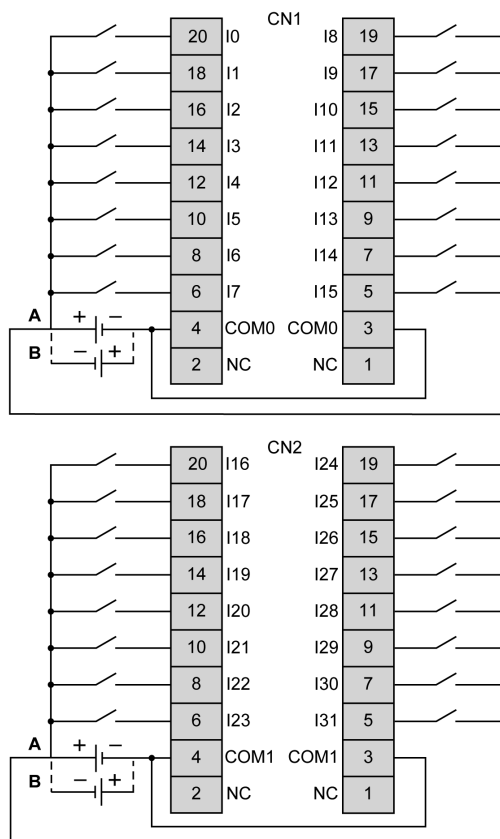 CN1
20 I0 I8 19
18 I1 I9 17
16 I2 I10 15
14 I3 I11 13
12 I4 I12 11
10 I5 I13 9
8 I6 I14 7
6 I7 I15 5
A + − 4 COM0 COM0 3
B − + 2 NC NC 1
CN2
20 I16 I24 19
18 I17 I25 17
16 I18 I26 15
14 I19 I27 13
12 I20 I28 11
10 I21 I29 9
8 I22 I30 7
6 I23 I31 5
A + − 4 COM1 COM1 3
B − + 2 NC NC 1